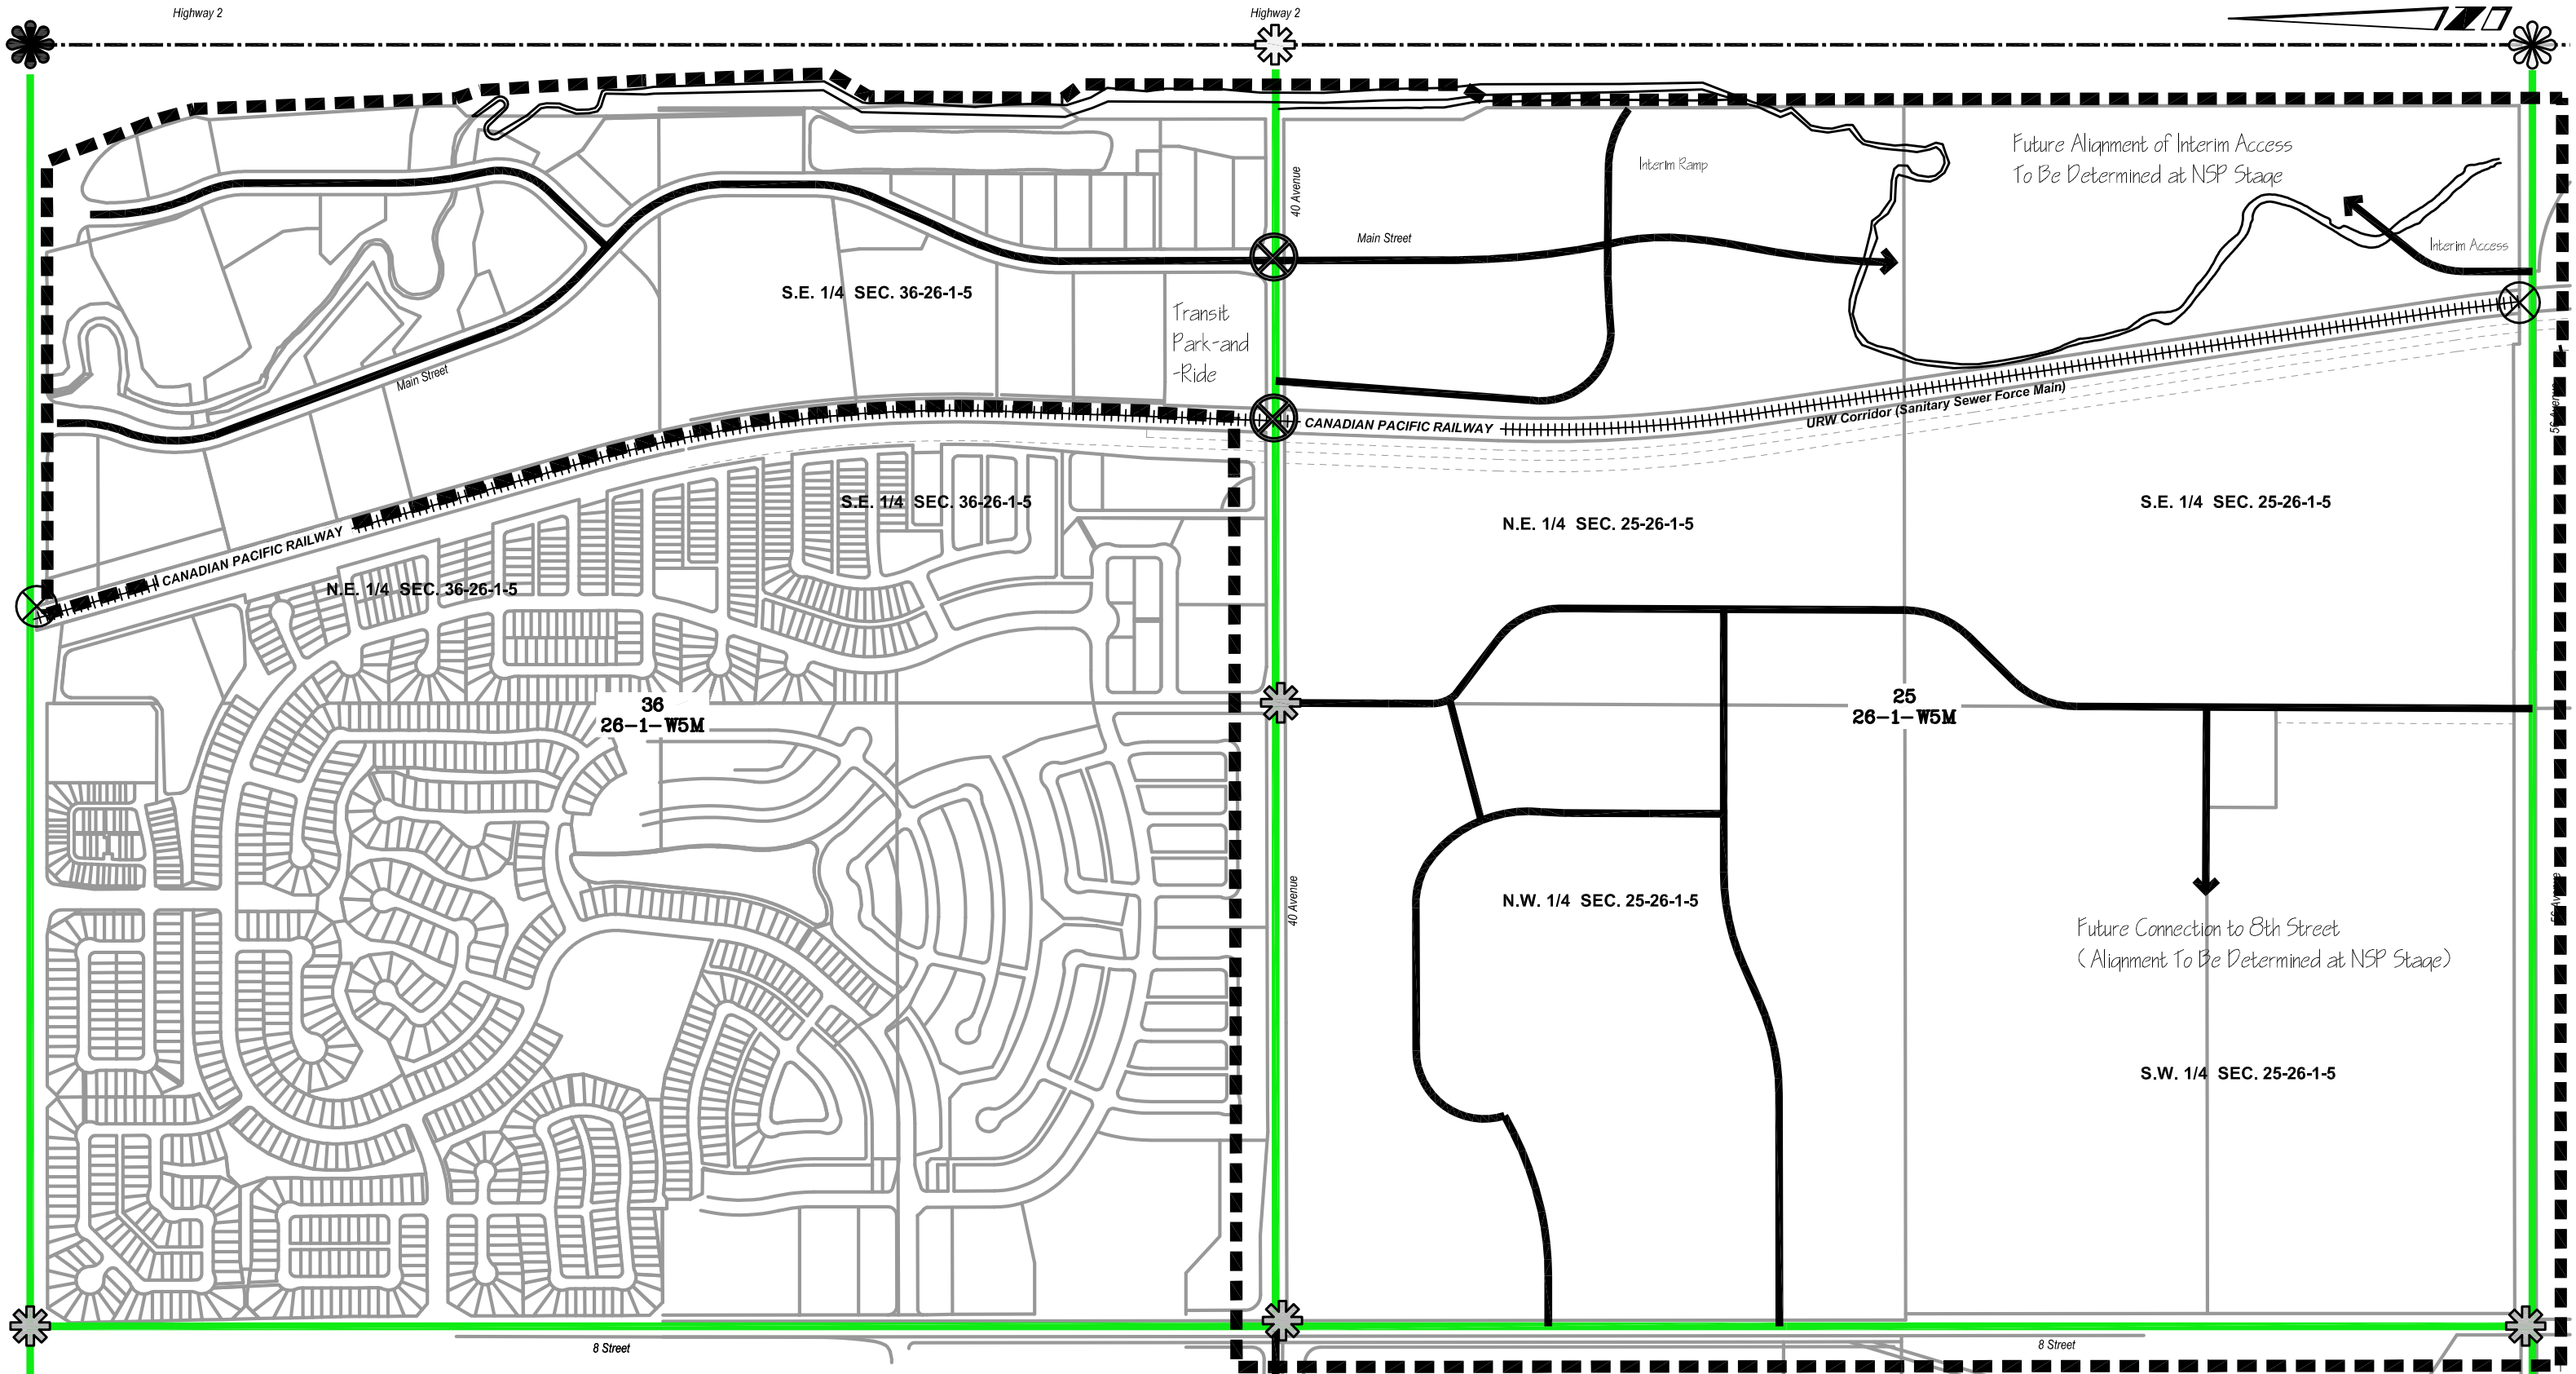 Highway 2
Highway 2
N
40 Avenue
Interim Ramp
Future Alignment of Interim Access
To Be Determined at NSP Stage
Main Street
Interim Access
S.E. 1/4 SEC. 36-26-1-5
Transit
Park-and
-Ride
Main Street
CANADIAN PACIFIC RAILWAY
URW Corridor (Sanitary Sewer Force Main)
56 Avenue
S.E. 1/4 SEC. 36-26-1-5
N.E. 1/4 SEC. 25-26-1-5
S.E. 1/4 SEC. 25-26-1-5
CANADIAN PACIFIC RAILWAY
N.E. 1/4 SEC. 36-26-1-5
36
26-1-W5M
25
26-1-W5M
40 Avenue
N.W. 1/4 SEC. 25-26-1-5
56 Avenue
Future Connection to 8th Street
( Alignment To Be Determined at NSP Stage)
S.W. 1/4 SEC. 25-26-1-5
8 Street
8 Street